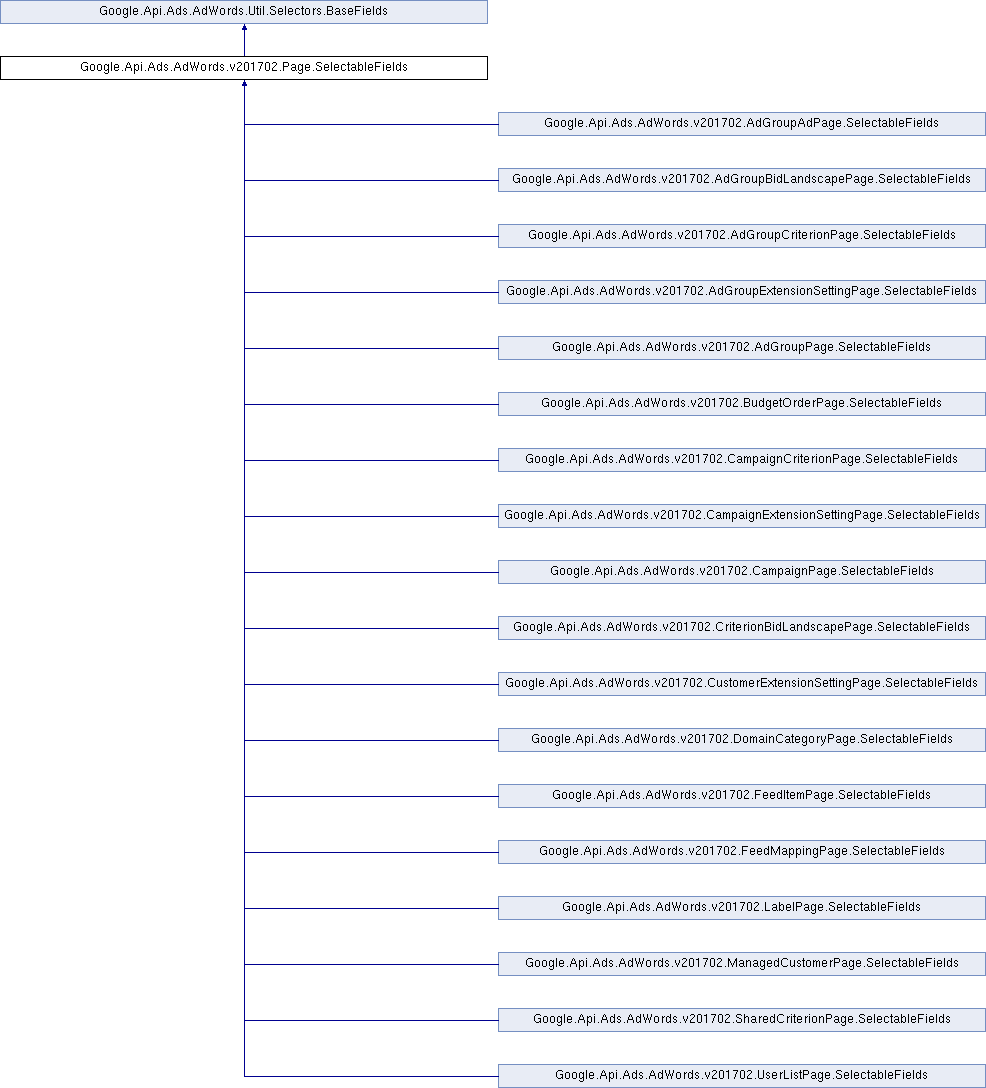 Google.Api.Ads.AdWords.Util.Selectors.BaseFields
Google.Api.Ads.AdWords.v201702.Page.SelectableFields
Google.Api.Ads.AdWords.v201702.AdGroupAdPage.SelectableFields
Google.Api.Ads.AdWords.v201702.AdGroupBidLandscapePage.SelectableFields
Google.Api.Ads.AdWords.v201702.AdGroupCriterionPage.SelectableFields
Google.Api.Ads.AdWords.v201702.AdGroupExtensionSettingPage.SelectableFields
Google.Api.Ads.AdWords.v201702.AdGroupPage.SelectableFields
Google.Api.Ads.AdWords.v201702.BudgetOrderPage.SelectableFields
Google.Api.Ads.AdWords.v201702.CampaignCriterionPage.SelectableFields
Google.Api.Ads.AdWords.v201702.CampaignExtensionSettingPage.SelectableFields
Google.Api.Ads.AdWords.v201702.CampaignPage.SelectableFields
Google.Api.Ads.AdWords.v201702.CriterionBidLandscapePage.SelectableFields
Google.Api.Ads.AdWords.v201702.CustomerExtensionSettingPage.SelectableFields
Google.Api.Ads.AdWords.v201702.DomainCategoryPage.SelectableFields
Google.Api.Ads.AdWords.v201702.FeedItemPage.SelectableFields
Google.Api.Ads.AdWords.v201702.FeedMappingPage.SelectableFields
Google.Api.Ads.AdWords.v201702.LabelPage.SelectableFields
Google.Api.Ads.AdWords.v201702.ManagedCustomerPage.SelectableFields
Google.Api.Ads.AdWords.v201702.SharedCriterionPage.SelectableFields
Google.Api.Ads.AdWords.v201702.UserListPage.SelectableFields